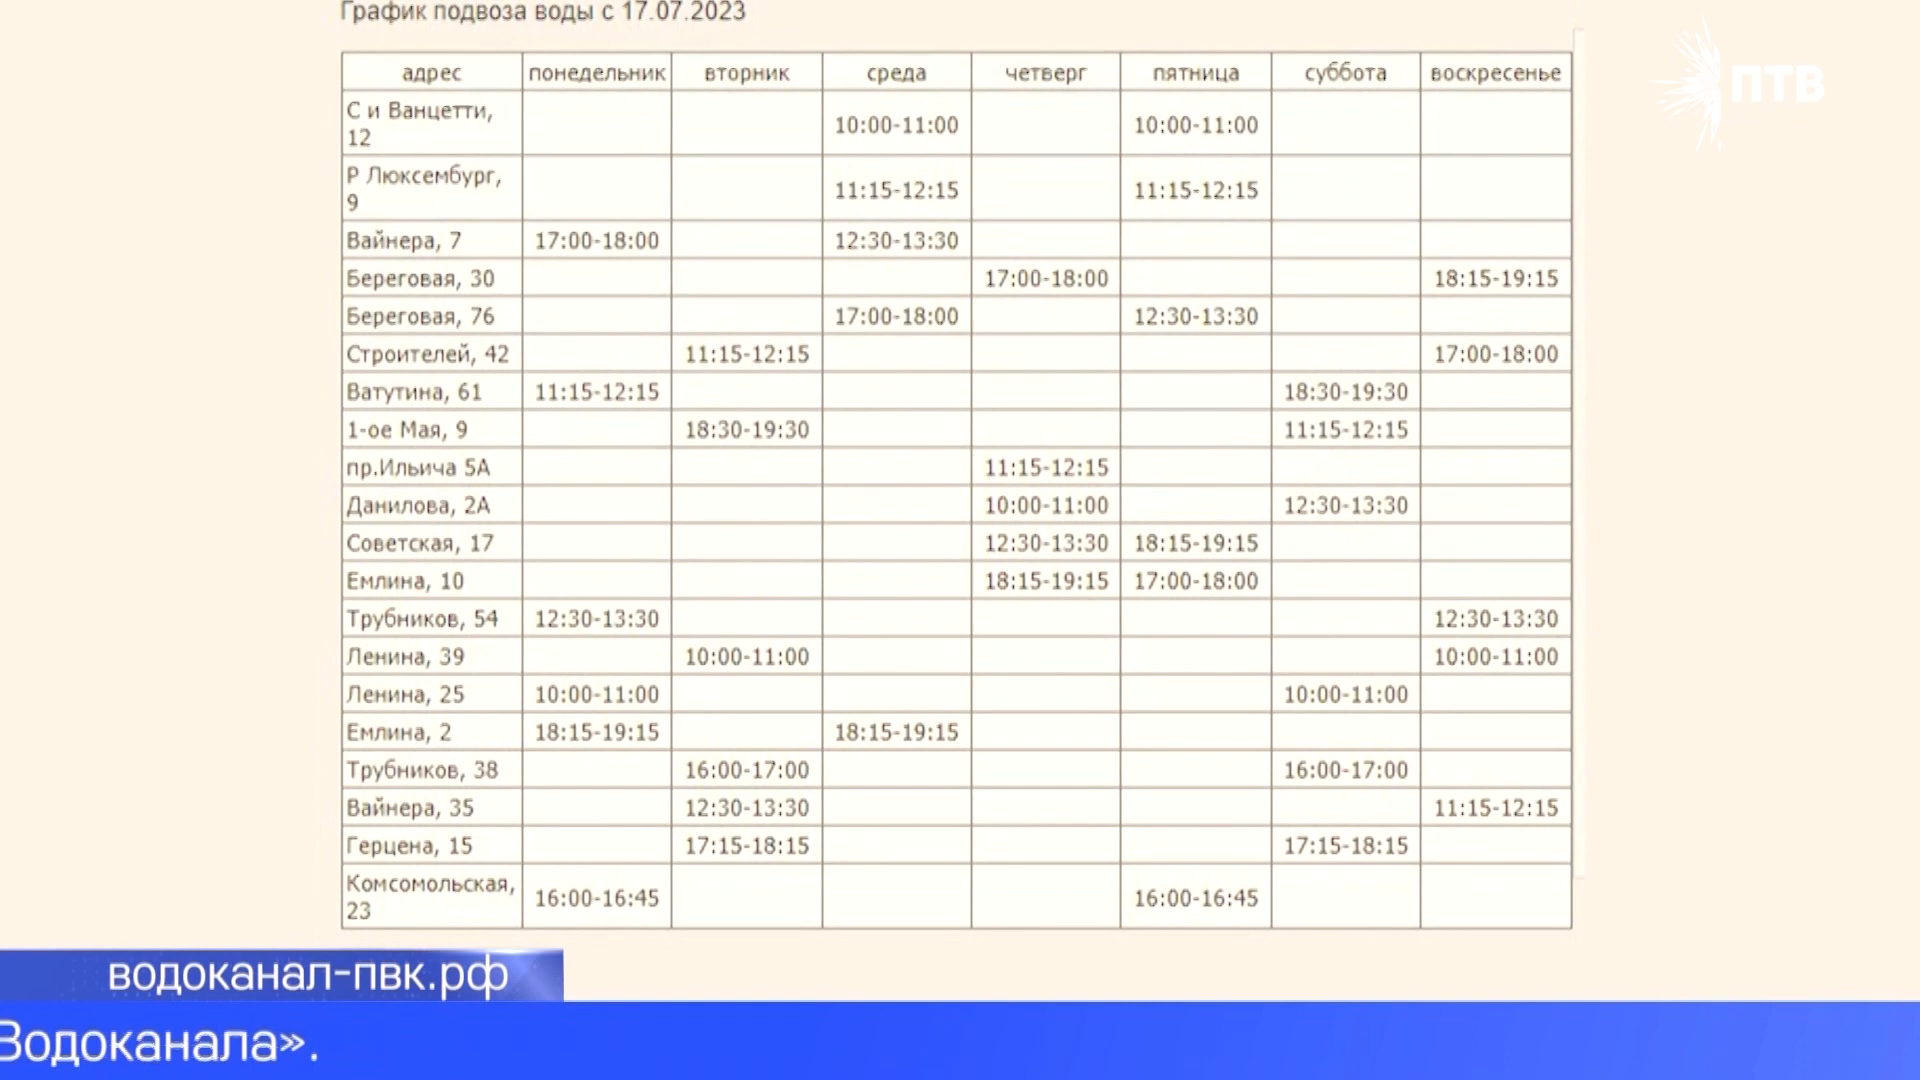 График подвоза воды с 17.07.2023
ПТВ
адрес понедельник вторник среда четверг пятница суббота воскресенье
С и Ванцетти,
12 10:00-11:00 10:00-11:00
Р Люксембург,
9 11:15-12:15 11:15-12:15
Вайнера, 7 17:00-18:00 12:30-13:30
Береговая, 30 17:00-18:00 18:15-19:15
Береговая, 76 17:00-18:00 12:30-13:30
Строителей, 42 11:15-12:15 17:00-18:00
Ватутина, 61 11:15-12:15 18:30-19:30
1-ое Мая, 9 18:30-19:30 11:15-12:15
пр.Ильича 5А 11:15-12:15
Данилова, 2А 10:00-11:00 12:30-13:30
Советская, 17 12:30-13:30 18:15-19:15
Емлина, 10 18:15-19:15 17:00-18:00
Трубников, 54 12:30-13:30 12:30-13:30
Ленина, 39 10:00-11:00 10:00-11:00
Ленина, 25 10:00-11:00 10:00-11:00
Емлина, 2 18:15-19:15 18:15-19:15
Трубников, 38 16:00-17:00 16:00-17:00
Вайнера, 35 12:30-13:30 11:15-12:15
Герцена, 15 17:15-18:15 17:15-18:15
Комсомольская,
23 16:00-16:45 16:00-16:45
водоканал-пвк.рф
Водоканала».